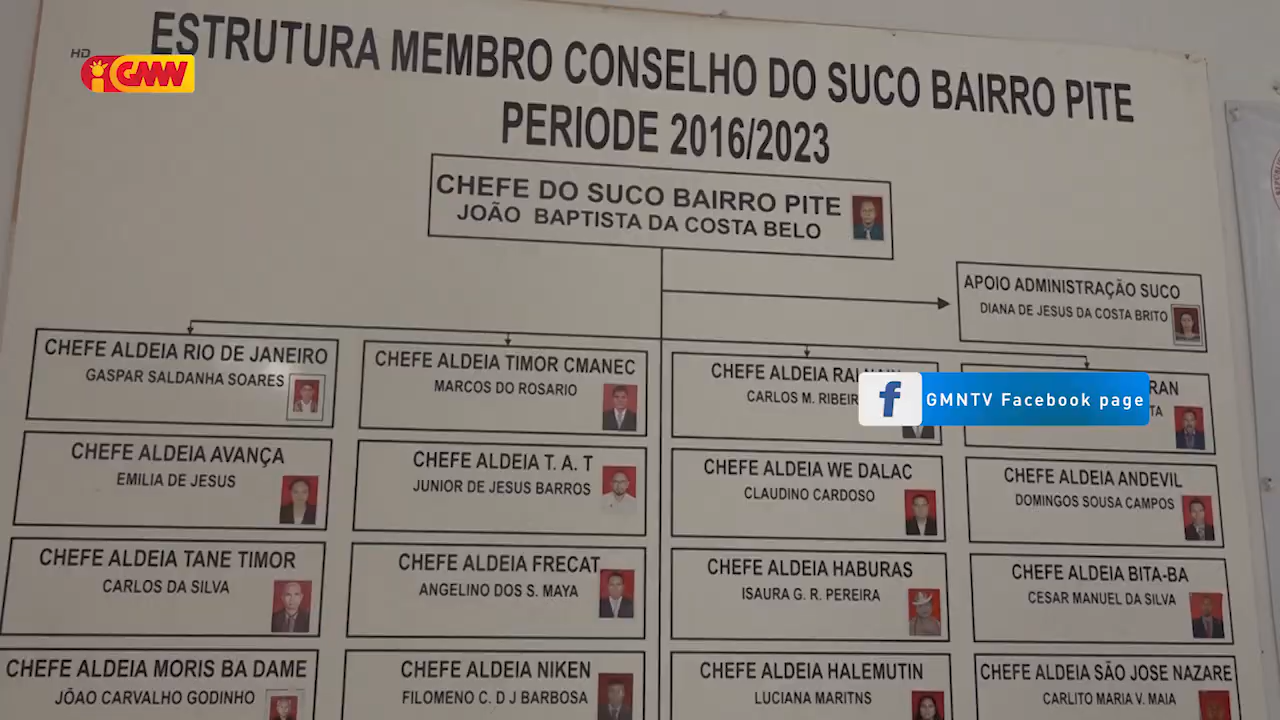 HD
GMN
ESTRUTURA MEMBRO CONSELHO DO SUCO BAIRRO PITE
PERIODE 2016/2023
CHEFE DO SUCO BAIRRO PITE
JOÃO BAPTISTA DA COSTA BELO
APOIO ADMINISTRAÇÃO SUCO
DIANA DE JESUS DA COSTA BRITO
CHEFE ALDEIA RIO DE JANEIRO
GASPAR SALDANHA SOARES
CHEFE ALDEIA TIMOR CMANEC
MARCOS DO ROSARIO
CHEFE ALDEIA
CARLOS M.
GMNTV Facebook page
CHEFE ALDEIA AVANÇA
EMILIA DE JESUS
CHEFE ALDEIA T. A. T
JUNIOR DE JESUS BARROS
CHEFE ALDEIA WE DALAC
CLAUDINO CARDOSO
CHEFE ALDEIA ANDEVIL
DOMINGOS SOUSA CAMPOS
CHEFE ALDEIA TANE TIMOR
CARLOS DA SILVA
CHEFE ALDEIA FRECAT
ANGELINO DOS S. MAYA
CHEFE ALDEIA HABURAS
ISAURA G. R. PEREIRA
CHEFE ALDEIA BITA-BA
CESAR MANUEL DA SILVA
CHEFE ALDEIA MORIS BA DAME
JÕAO CARVALHO GODINHO
CHEFE ALDEIA NIKEN
FILOMENO C. D J BARBOSA
CHEFE ALDEIA HALEMUTIN
LUCIANA MARITNS
CHEFE ALDEIA SÃO JOSE NAZARE
CARLITO MARIA V. MAIA